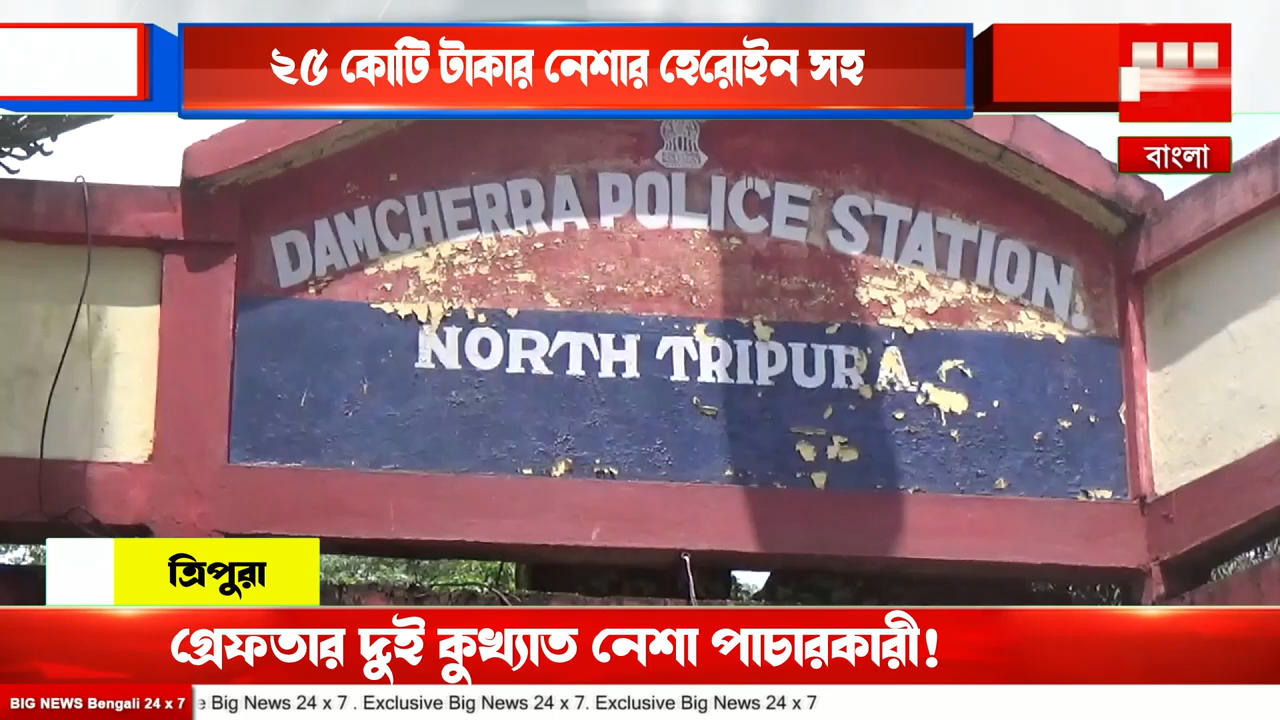 ২৫ কোটি টাকার নেশার হেরোইন সহ
বাংলা
DAMCHERRA POLICE STATION.
NORTH TRIPURA
ত্রিপুরা
গ্রেফতার দুই কুখ্যাত নেশা পাচারকারী!
BIG NEWS Bengali 24 x 7
e Big News 24 x 7 . Exclusive Big News 24 x 7. Exclusive Big News 24 x 7